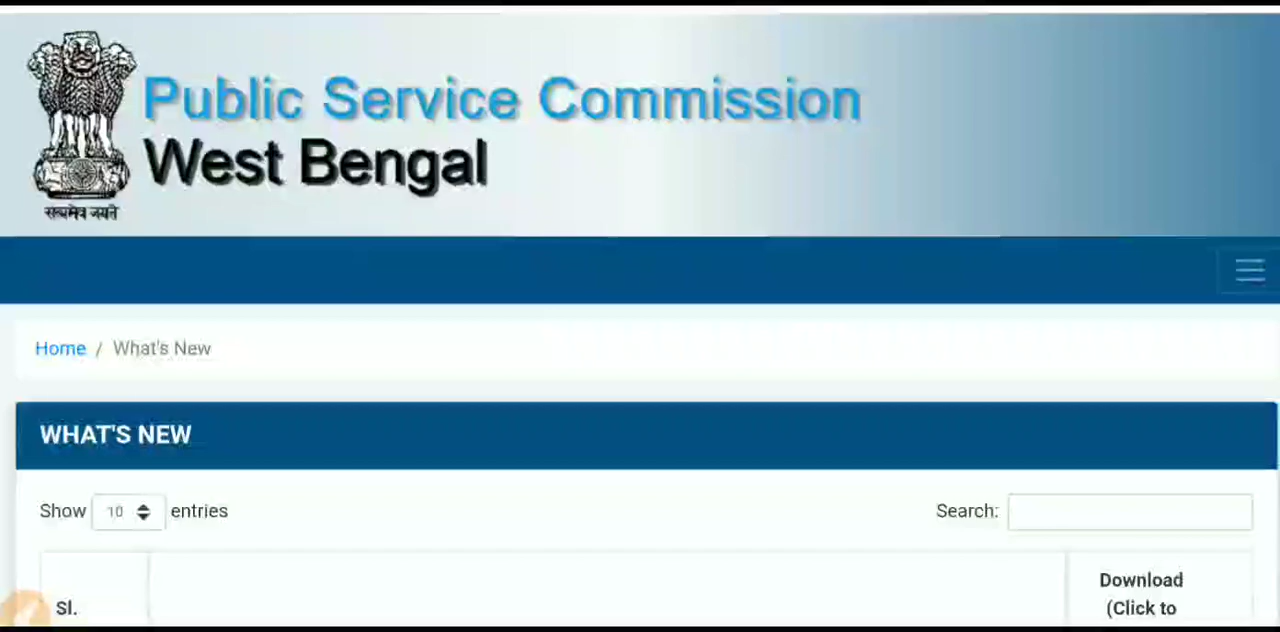 Public Service Commission
West Bengal
सत्यमेव जयते
Home / What's New
WHAT'S NEW
Show 10 entries
Search:
Download
Sl.
(Click to